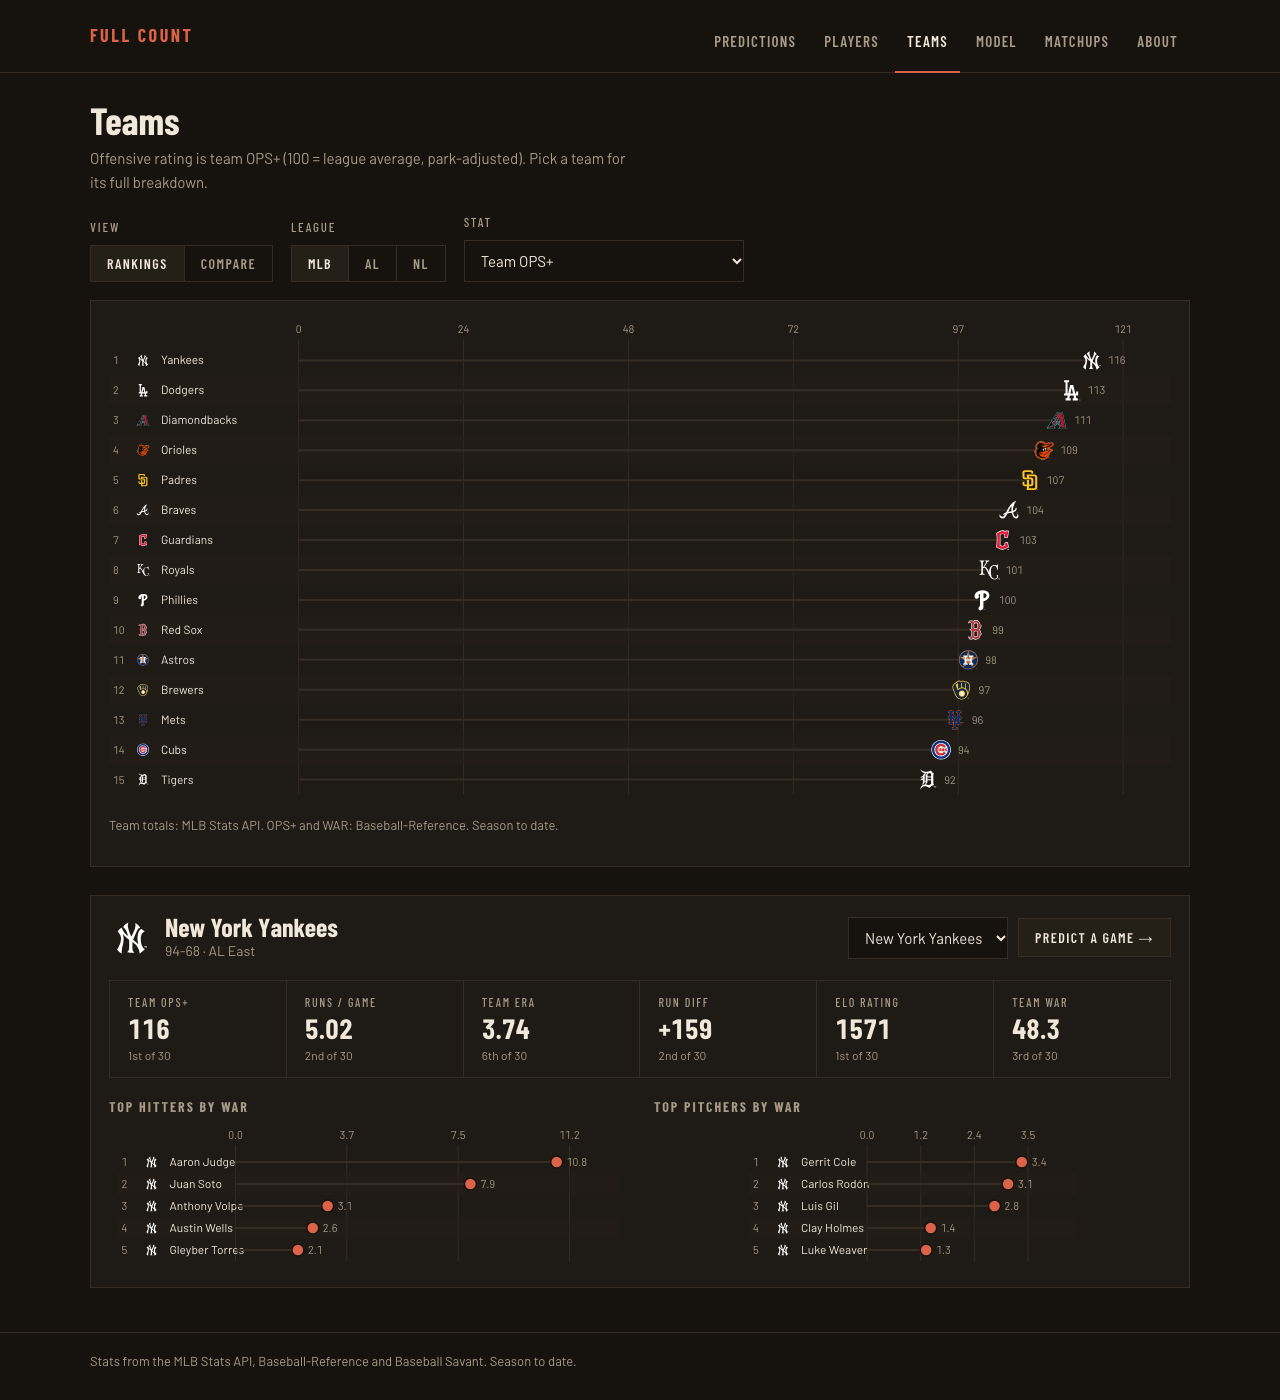 FULL COUNT
PREDICTIONS PLAYERS TEAMS MODEL MATCHUPS ABOUT
Teams
Offensive rating is team OPS+ (100 = league average, park-adjusted). Pick a team for
its full breakdown.
VIEW LEAGUE STAT
RANKINGS COMPARE MLB AL NL Team OPS+
0 24 48 72 97 121
1 Yankees 116
2 Dodgers 113
3 Diamondbacks 111
4 Orioles 109
5 Padres 107
6 Braves 104
7 Guardians 103
8 Royals 101
9 Phillies 100
10 Red Sox 99
11 Astros 98
12 Brewers 97
13 Mets 96
14 Cubs 94
15 Tigers 92
Team totals: MLB Stats API. OPS+ and WAR: Baseball-Reference. Season to date.
New York Yankees
94-68 · AL East
New York Yankees PREDICT A GAME →
TEAM OPS+ RUNS / GAME TEAM ERA RUN DIFF ELO RATING TEAM WAR
116 5.02 3.74 +159 1571 48.3
1st of 30 2nd of 30 6th of 30 2nd of 30 1st of 30 3rd of 30
TOP HITTERS BY WAR
0.0 3.7 7.5 11.2
1 Aaron Judge 10.8
2 Juan Soto 7.9
3 Anthony Volpe 3.1
4 Austin Wells 2.6
5 Gleyber Torres 2.1
TOP PITCHERS BY WAR
0.0 1.2 2.4 3.5
1 Gerrit Cole 3.4
2 Carlos Rodón 3.1
3 Luis Gil 2.8
4 Clay Holmes 1.4
5 Luke Weaver 1.3
Stats from the MLB Stats API, Baseball-Reference and Baseball Savant. Season to date.